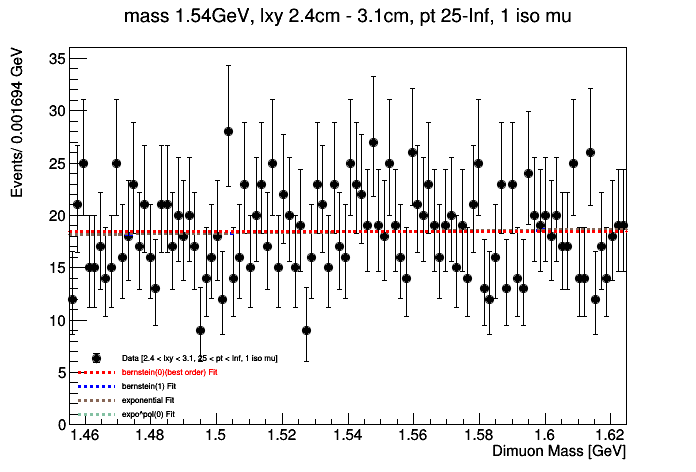 mass 1.54GeV, lxy 2.4cm - 3.1cm, pt 25-Inf, 1 iso mu
Events/ 0.001694 GeV
35
30
25
20
15
10
5
0
Data [2.4 < lxy < 3.1, 25 < pt < Inf, 1 iso mu]
bernstein(0)(best order) Fit
bernstein(1) Fit
exponential Fit
expo*pol(0) Fit
1.46 1.48 1.5 1.52 1.54 1.56 1.58 1.6 1.62
Dimuon Mass [GeV]